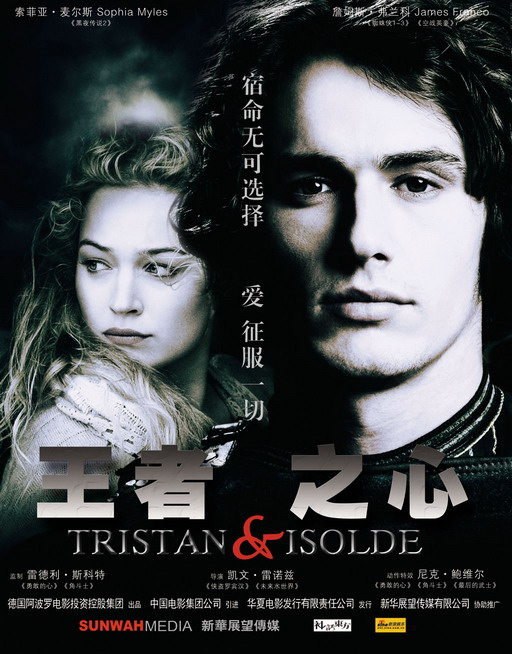 索菲亚·麦尔斯 Sophia Myles
《黑夜传说2》
詹姆斯·弗兰科 James Franco
《蜘蛛侠1-3》 《空战英豪》
宿命无可选择
爱 征服一切
王者之心
TRISTAN & ISOLDE
监制 雷德利·斯科特
《勇敢的心》《角斗士》
导演 凯文·雷诺兹
《侠盗罗宾汉》《未来水世界》
动作特效 尼克·鲍维尔
《勇敢的心》《角斗士》《最后的武士》
德国阿波罗电影投资控股集团 出品 中国电影集团公司 引进 华夏电影发行有限责任公司 发行 新华展望传媒有限公司 协助推广
SUNWAHMEDIA 新華展望傳媒